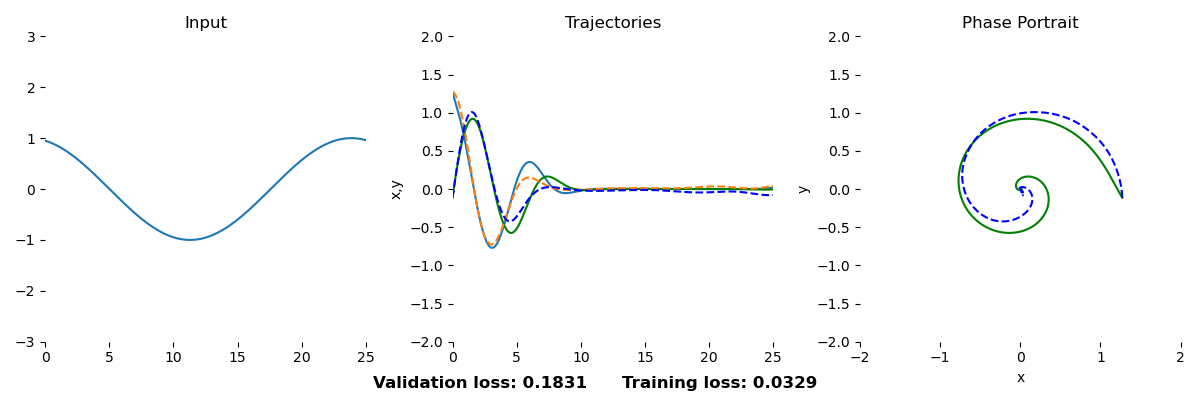 Input
Trajectories
Phase Portrait
3
2
1
0
−1
−2
−3
0 5 10 15 20 25
x,y
2.0
1.5
1.0
0.5
0.0
−0.5
−1.0
−1.5
−2.0
0 5 10 15 20 25
y
2.0
1.5
1.0
0.5
0.0
−0.5
−1.0
−1.5
−2.0
−2 −1 0 1 2
x
Validation loss: 0.1831 Training loss: 0.0329